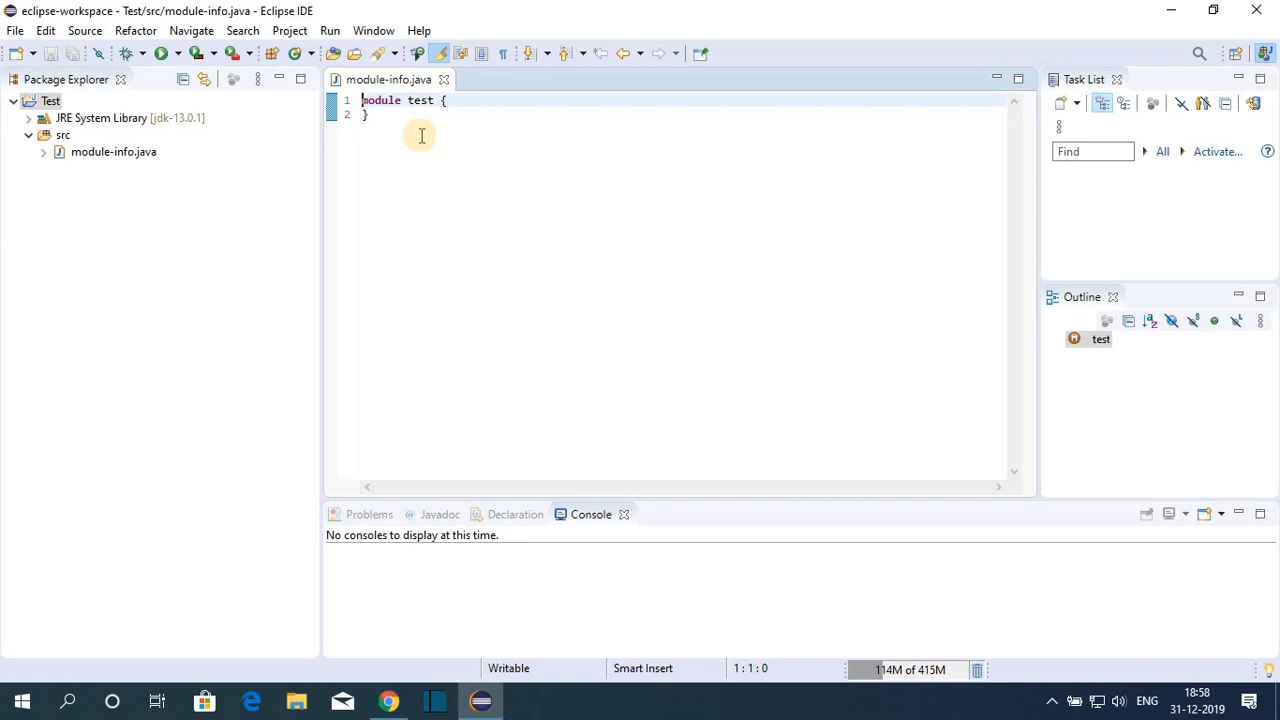 eclipse-workspace - Test/src/module-info.java - Eclipse IDE
File Edit Source Refactor Navigate Search Project Run Window Help
Package Explorer
Test
JRE System Library [jdk-13.0.1]
src
module-info.java
module-info.java
1 module test {
2 }
Task List
Find All Activate...
Outline
test
Problems Javadoc Declaration Console
No consoles to display at this time.
Writable Smart Insert 1 : 1 : 0 114M of 415M
ENG 18:58
31-12-2019